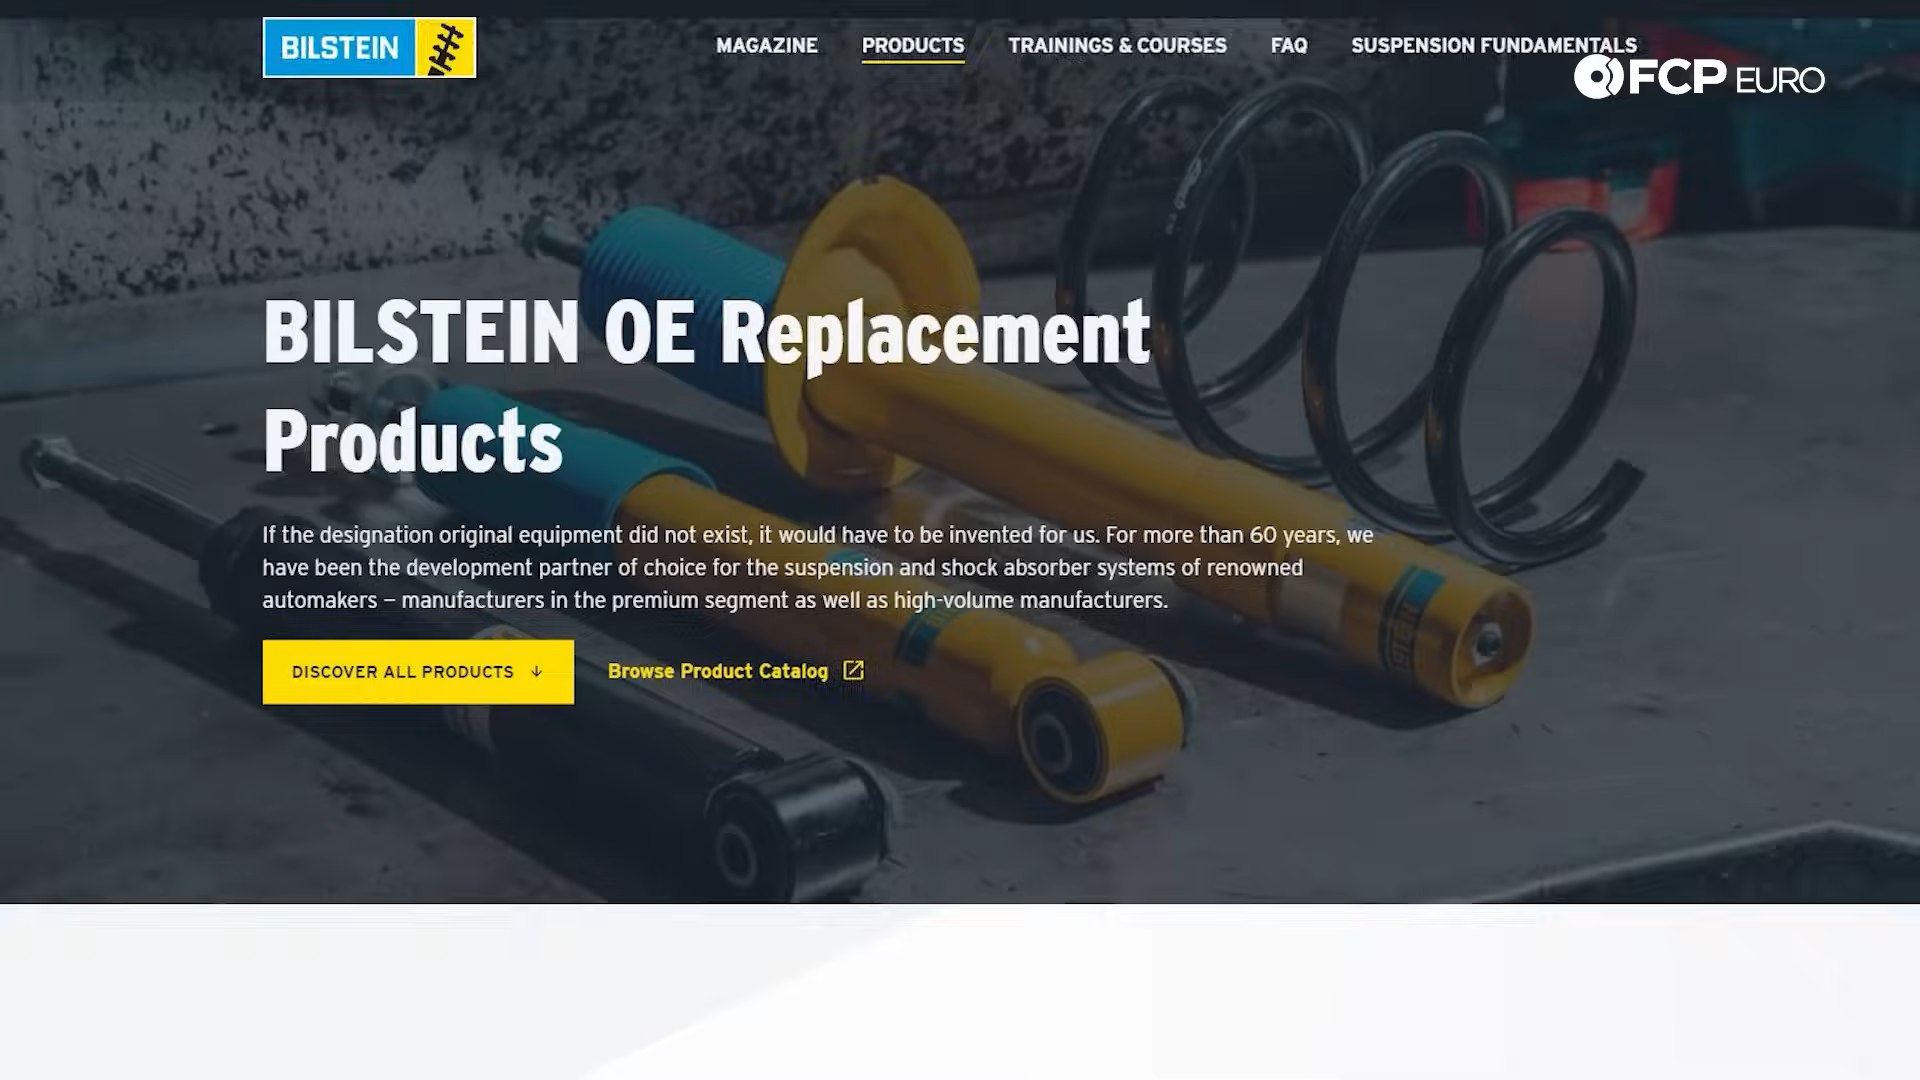 BILSTEIN
MAGAZINE
PRODUCTS
TRAININGS & COURSES
FAQ
SUSPENSION FUNDAMENTALS
FCP EURO
BILSTEIN OE Replacement
Products
If the designation original equipment did not exist, it would have to be invented for us. For more than 60 years, we
have been the development partner of choice for the suspension and shock absorber systems of renowned
automakers – manufacturers in the premium segment as well as high-volume manufacturers.
DISCOVER ALL PRODUCTS
Browse Product Catalog